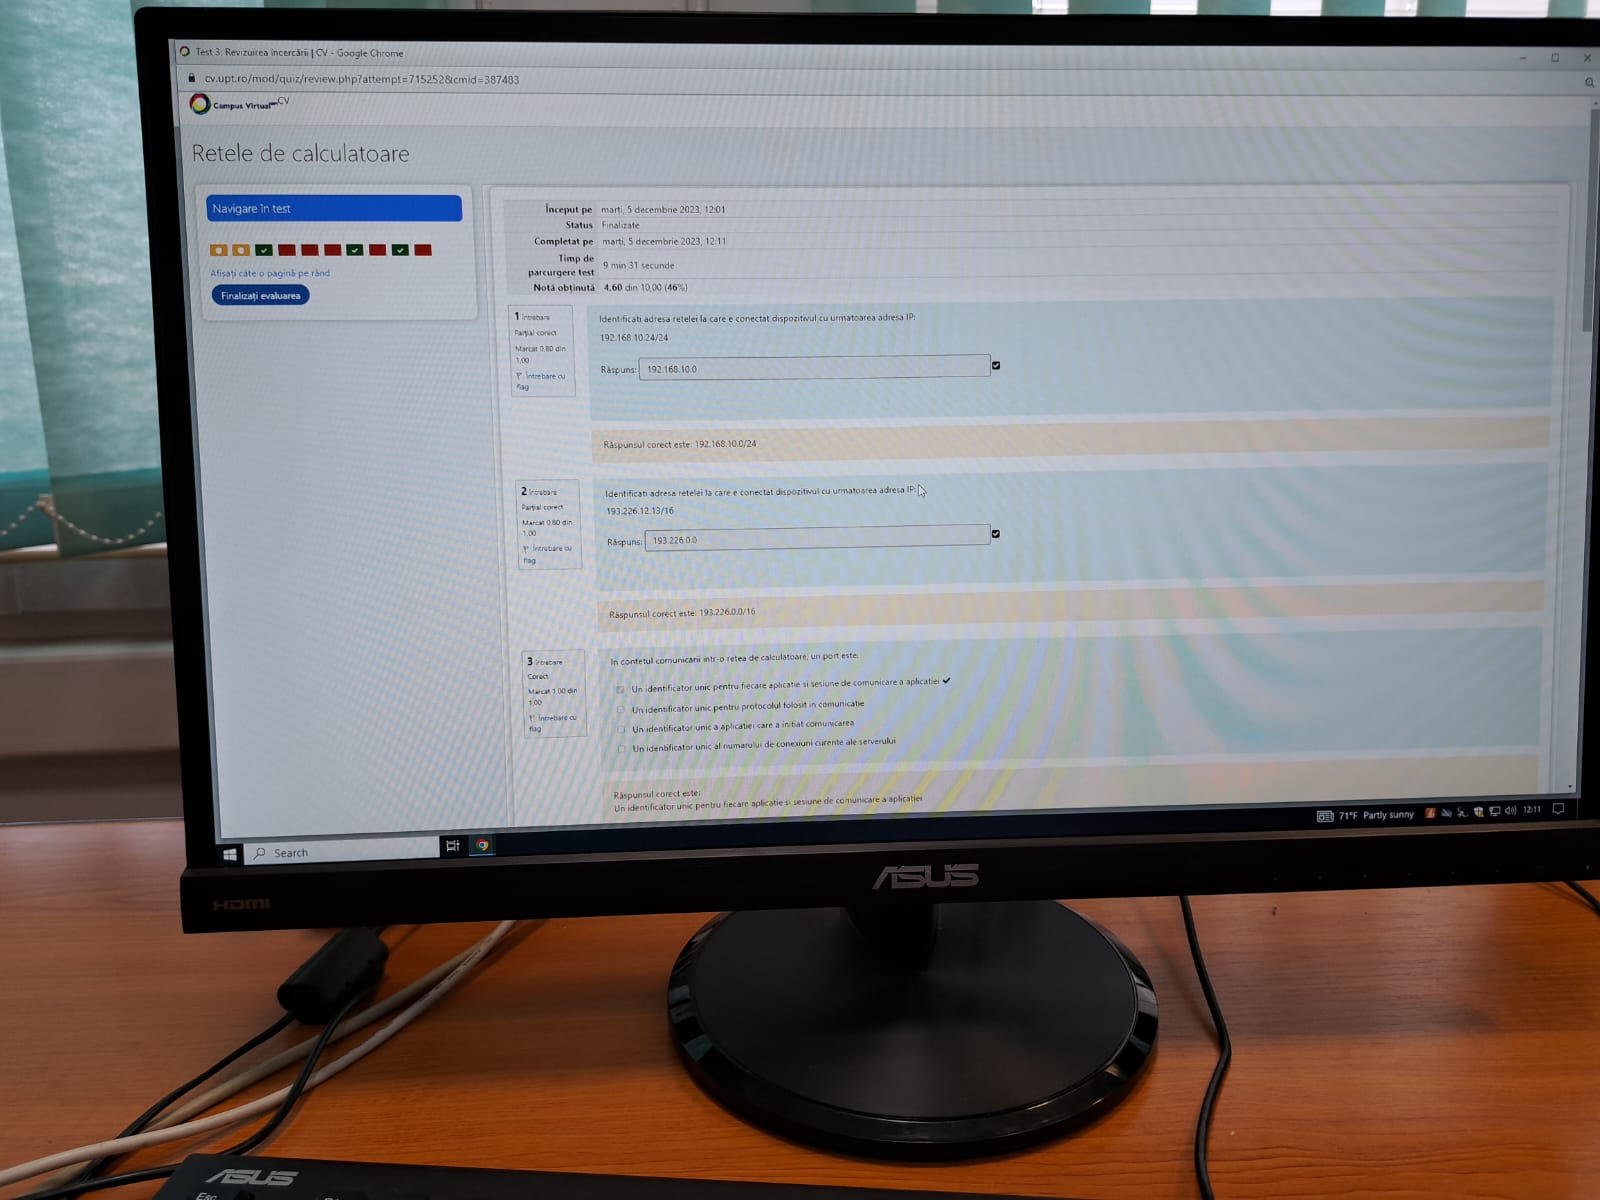 Test 3: Revizuirea încercării | CV - Google Chrome
cv.upt.ro/mod/quiz/review.php?attempt=715252&cmid=387483
Campus Virtual CV
Retele de calculatoare
Navigare în test
Afișați câte o pagină pe rând
Finalizați evaluarea
Început pe marți, 5 decembrie 2023, 12:01
Status Finalizate
Completat pe marți, 5 decembrie 2023, 12:11
Timp de parcurgere test 9 min 31 secunde
Notă obținută 4,60 din 10,00 (46%)
1 Întrebare
Parțial corect
Marcat 0,80 din
1,00
Întrebare cu
flag
Identificati adresa retelei la care e conectat dispozitivul cu urmatoarea adresa IP:
192.168.10.24/24
Răspuns: 192.168.10.0
Răspunsul corect este: 192.168.10.0/24
2 Întrebare
Parțial corect
Marcat 0,80 din
1,00
Întrebare cu
flag
Identificati adresa retelei la care e conectat dispozitivul cu urmatoarea adresa IP:
193.226.12.13/16
Răspuns: 193.226.0.0
Răspunsul corect este: 193.226.0.0/16
3 Întrebare
Corect
Marcat 1,00 din
1,00
Întrebare cu
flag
In contetul comunicarii intr-o retea de calculatoare, un port este:
Un identificator unic pentru fiecare aplicatie si sesiune de comunicare a aplicatiei
Un identificator unic pentru protocolul folosit in comunicatie
Un identificator unic a aplicatiei care a initiat comunicarea
Un identificator unic al numarului de conexiuni curente ale serverului
Răspunsul corect este:
Un identificator unic pentru fiecare aplicatie si sesiune de comunicare a aplicatiei
Search
71°F Partly sunny
12:11
HDMI
ASUS
ASUS
Esc